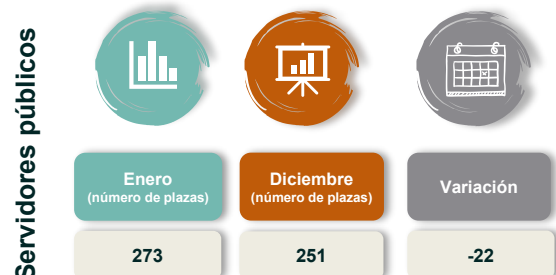 Servidores públicos
Enero
(número de plazas)
Diciembre
(número de plazas)
Variación
273
251
-22